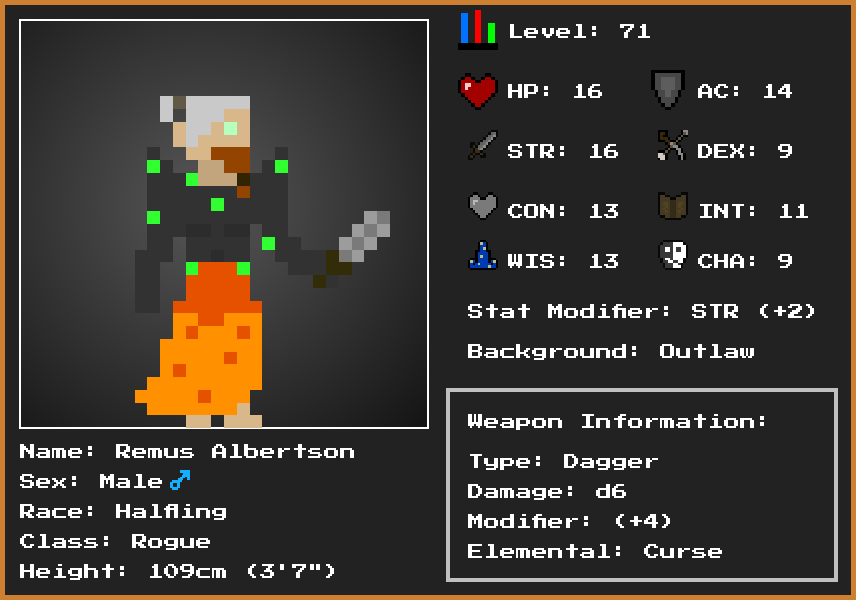 Level: 71
HP: 16 AC: 14
STR: 16 DEX: 9
CON: 13 INT: 11
WIS: 13 CHA: 9
Stat Modifier: STR (+2)
Background: Outlaw
Weapon Information:
Type: Dagger
Damage: d6
Modifier: (+4)
Elemental: Curse
Name: Remus Albertson
Sex: Male ♂
Race: Halfling
Class: Rogue
Height: 109cm (3'7")